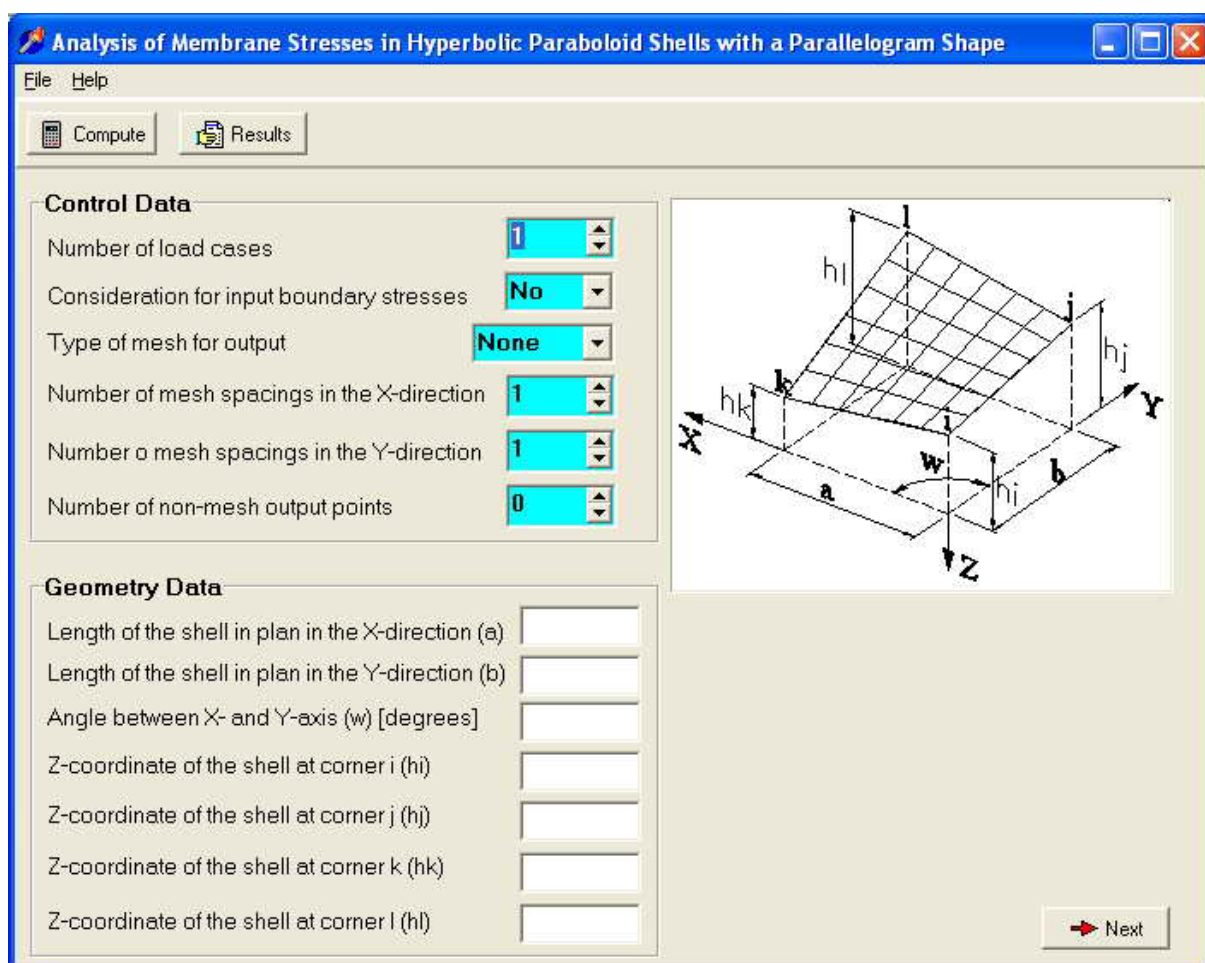 Analysis of Membrane Stresses in Hyperbolic Paraboloid Shells with a Parallelogram Shape
File Help
Compute Results
Control Data
Number of load cases 1
Consideration for input boundary stresses No
Type of mesh for output None
Number of mesh spacings in the X-direction 1
Number o mesh spacings in the Y-direction 1
Number of non-mesh output points 0
l
hl
j
hj
k
hk
i
Y
X
w
b
hi
a
Z
Geometry Data
Length of the shell in plan in the X-direction (a)
Length of the shell in plan in the Y-direction (b)
Angle between X- and Y-axis (w) [degrees]
Z-coordinate of the shell at corner i (hi)
Z-coordinate of the shell at corner j (hj)
Z-coordinate of the shell at corner k (hk)
Z-coordinate of the shell at corner l (hl)
Next